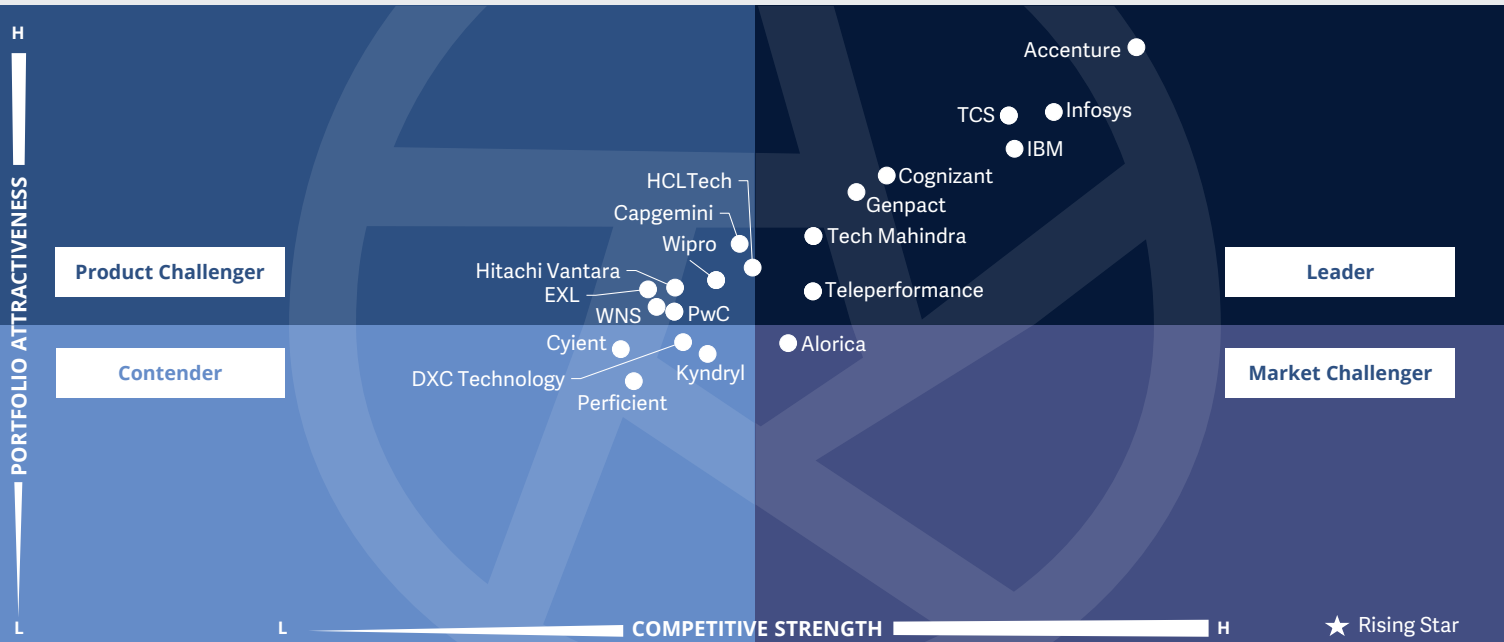 H
Accenture
TCS
Infosys
IBM
HCLTech
Cognizant
Genpact
Capgemini
Wipro
Tech Mahindra
Hitachi Vantara
Product Challenger
Leader
EXL
Teleperformance
WNS
PwC
Cyient
Alorica
Contender
DXC Technology
Kyndryl
Market Challenger
Perficient
PORTFOLIO ATTRACTIVENESS
L
L
COMPETITIVE STRENGTH
H
Rising Star